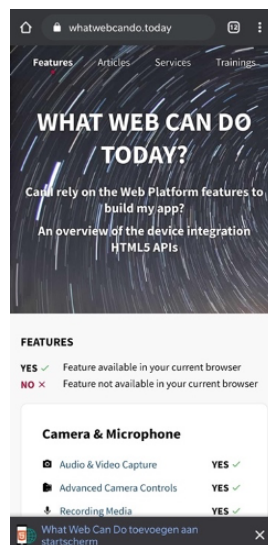 whatwebcando.today 12
Features Articles Services Trainings
WHAT WEB CAN DO
TODAY?
Can I rely on the Web Platform features to
build my app?
An overview of the device integration
HTML5 APIs
FEATURES
YES ✓ Feature available in your current browser
NO × Feature not available in your current browser
Camera & Microphone
Audio & Video Capture YES ✓
Advanced Camera Controls YES ✓
Recording Media YES ✓
What Web Can Do toevoegen aan
startscherm